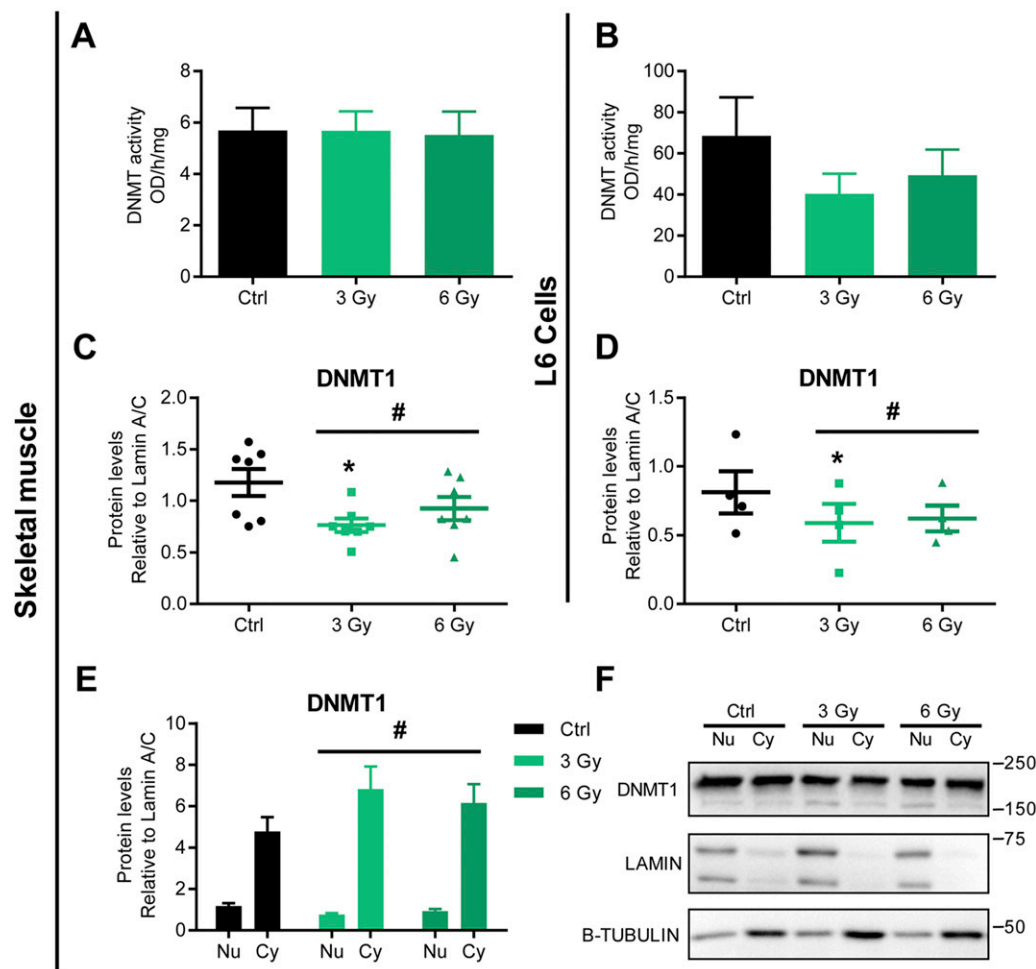 A
DNMT activity
OD/h/mg
8
6
4
2
0
Ctrl
3 Gy
6 Gy
B
DNMT activity
OD/h/mg
100
80
60
40
20
0
Ctrl
3 Gy
6 Gy
Skeletal muscle
L6 Cells
C
DNMT1
Protein levels
Relative to Lamin A/C
2.0
1.5
1.0
0.5
0.0
#
*
Ctrl
3 Gy
6 Gy
D
DNMT1
Protein levels
Relative to Lamin A/C
1.5
1.0
0.5
0.0
#
*
Ctrl
3 Gy
6 Gy
E
DNMT1
Protein levels
Relative to Lamin A/C
10
8
6
4
2
0
#
Nu Cy Nu Cy Nu Cy
Ctrl
3 Gy
6 Gy
F
Ctrl 3 Gy 6 Gy
Nu Cy Nu Cy Nu Cy
DNMT1
–250
–150
LAMIN
–75
B-TUBULIN
–50